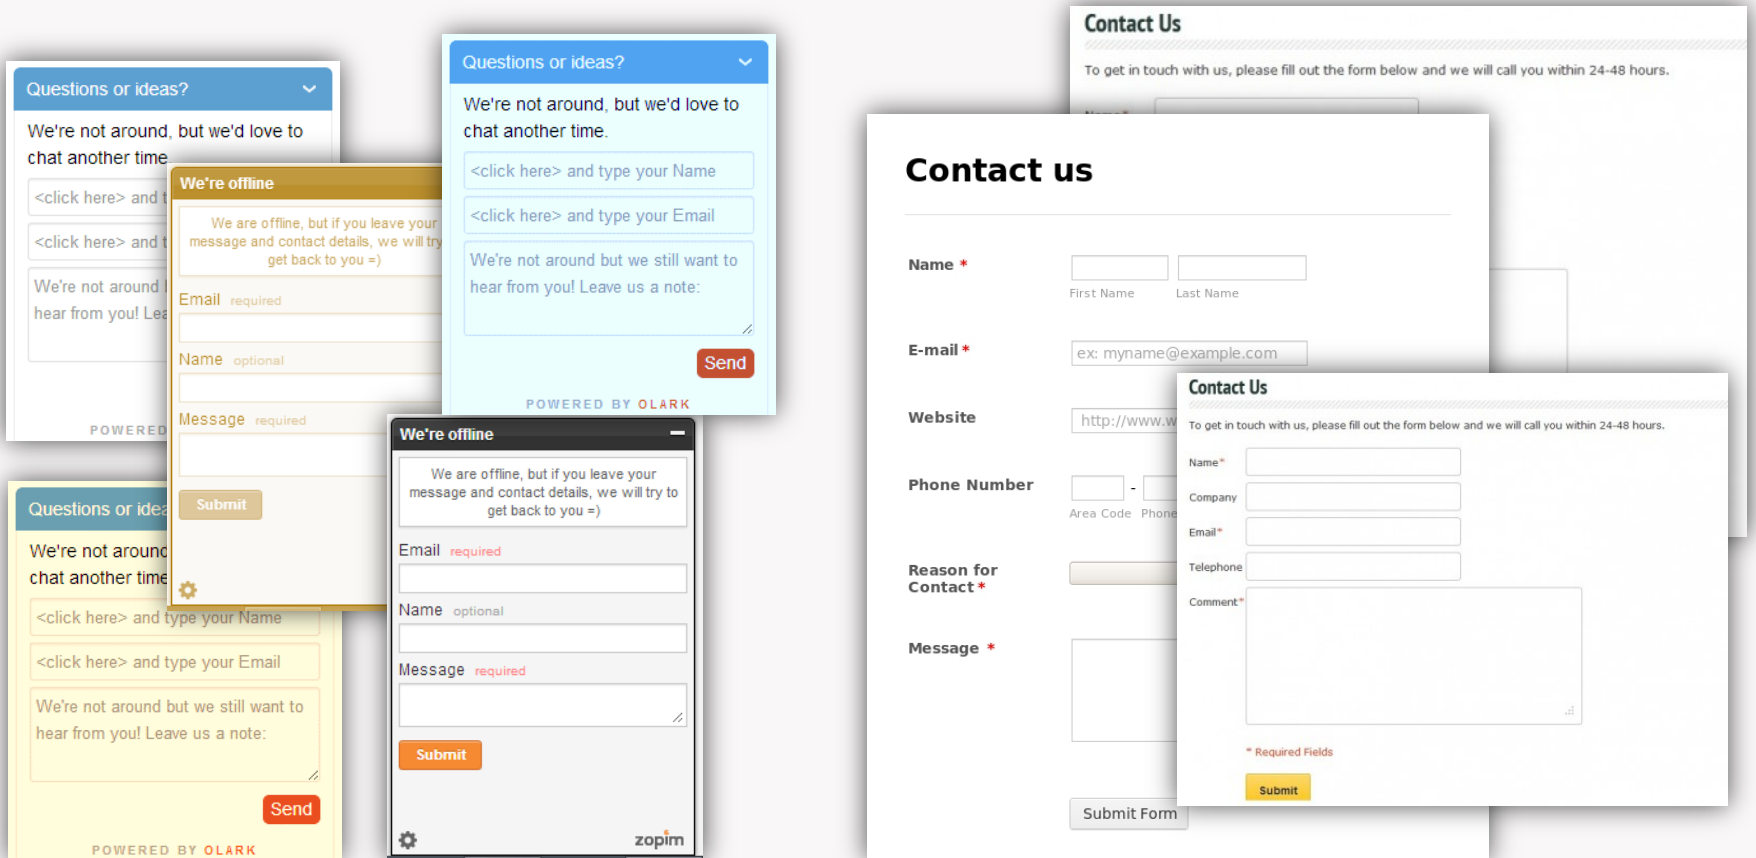 Questions or ideas?
We're not around, but we'd love to
chat another time.
<click here> and t
<click here> and t
We're not around
hear from you! Lea
POWERED
We're offline
We are offline, but if you leave your
message and contact details, we will try
get back to you =)
Email required
Name optional
Message required
Submit
Questions or ideas?
We're not around, but we'd love to
chat another time.
<click here> and type your Name
<click here> and type your Email
We're not around but we still want to
hear from you! Leave us a note:
Send
POWERED BY OLARK
Questions or idea
We're not around
chat another time
<click here> and type your Name
<click here> and type your Email
We're not around but we still want to
hear from you! Leave us a note:
Send
POWERED BY OLARK
We're offline
We are offline, but if you leave your
message and contact details, we will try to
get back to you =)
Email required
Name optional
Message required
Submit
zopim
Contact Us
To get in touch with us, please fill out the form below and we will call you within 24-48 hours.
Contact us
Name *
First Name Last Name
E-mail *
ex: myname@example.com
Website
http://www.w
Phone Number
-
Area Code Phone
Reason for
Contact *
Message *
Submit Form
Contact Us
To get in touch with us, please fill out the form below and we will call you within 24-48 hours.
Name*
Company
Email*
Telephone
Comment*
* Required Fields
Submit